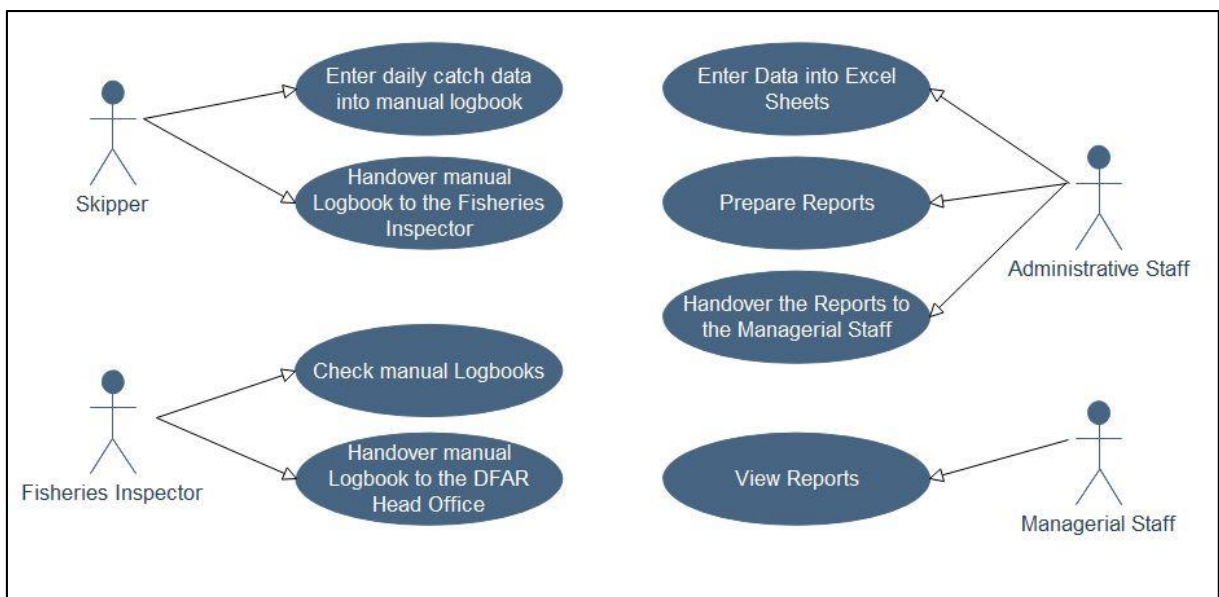 Enter daily catch data
into manual logbook
Handover manual
Logbook to the Fisheries
Inspector
Skipper
Check manual Logbooks
Handover manual
Logbook to the DFAR
Head Office
Fisheries Inspector
Enter Data into Excel
Sheets
Prepare Reports
Handover the Reports to
the Managerial Staff
Administrative Staff
View Reports
Managerial Staff